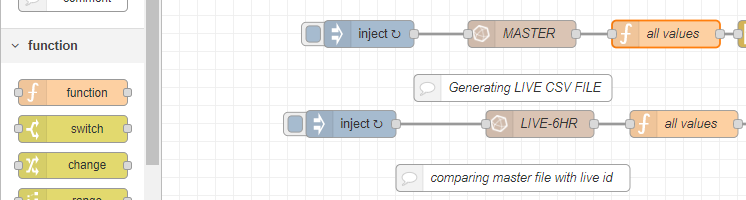 comment
function
function
switch
change
range
inject ↻
MASTER
all values
Generating LIVE CSV FILE
inject ↻
LIVE-6HR
all values
comparing master file with live id